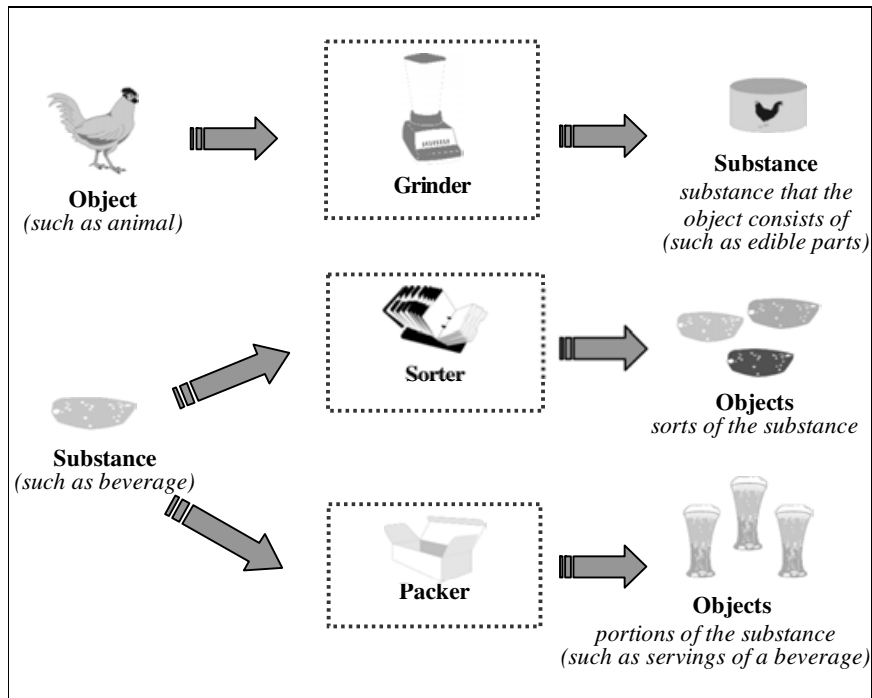 Object
(such as animal)
Grinder
Substance
substance that the
object consists of
(such as edible parts)
Substance
(such as beverage)
Sorter
Objects
sorts of the substance
Packer
Objects
portions of the substance
(such as servings of a beverage)